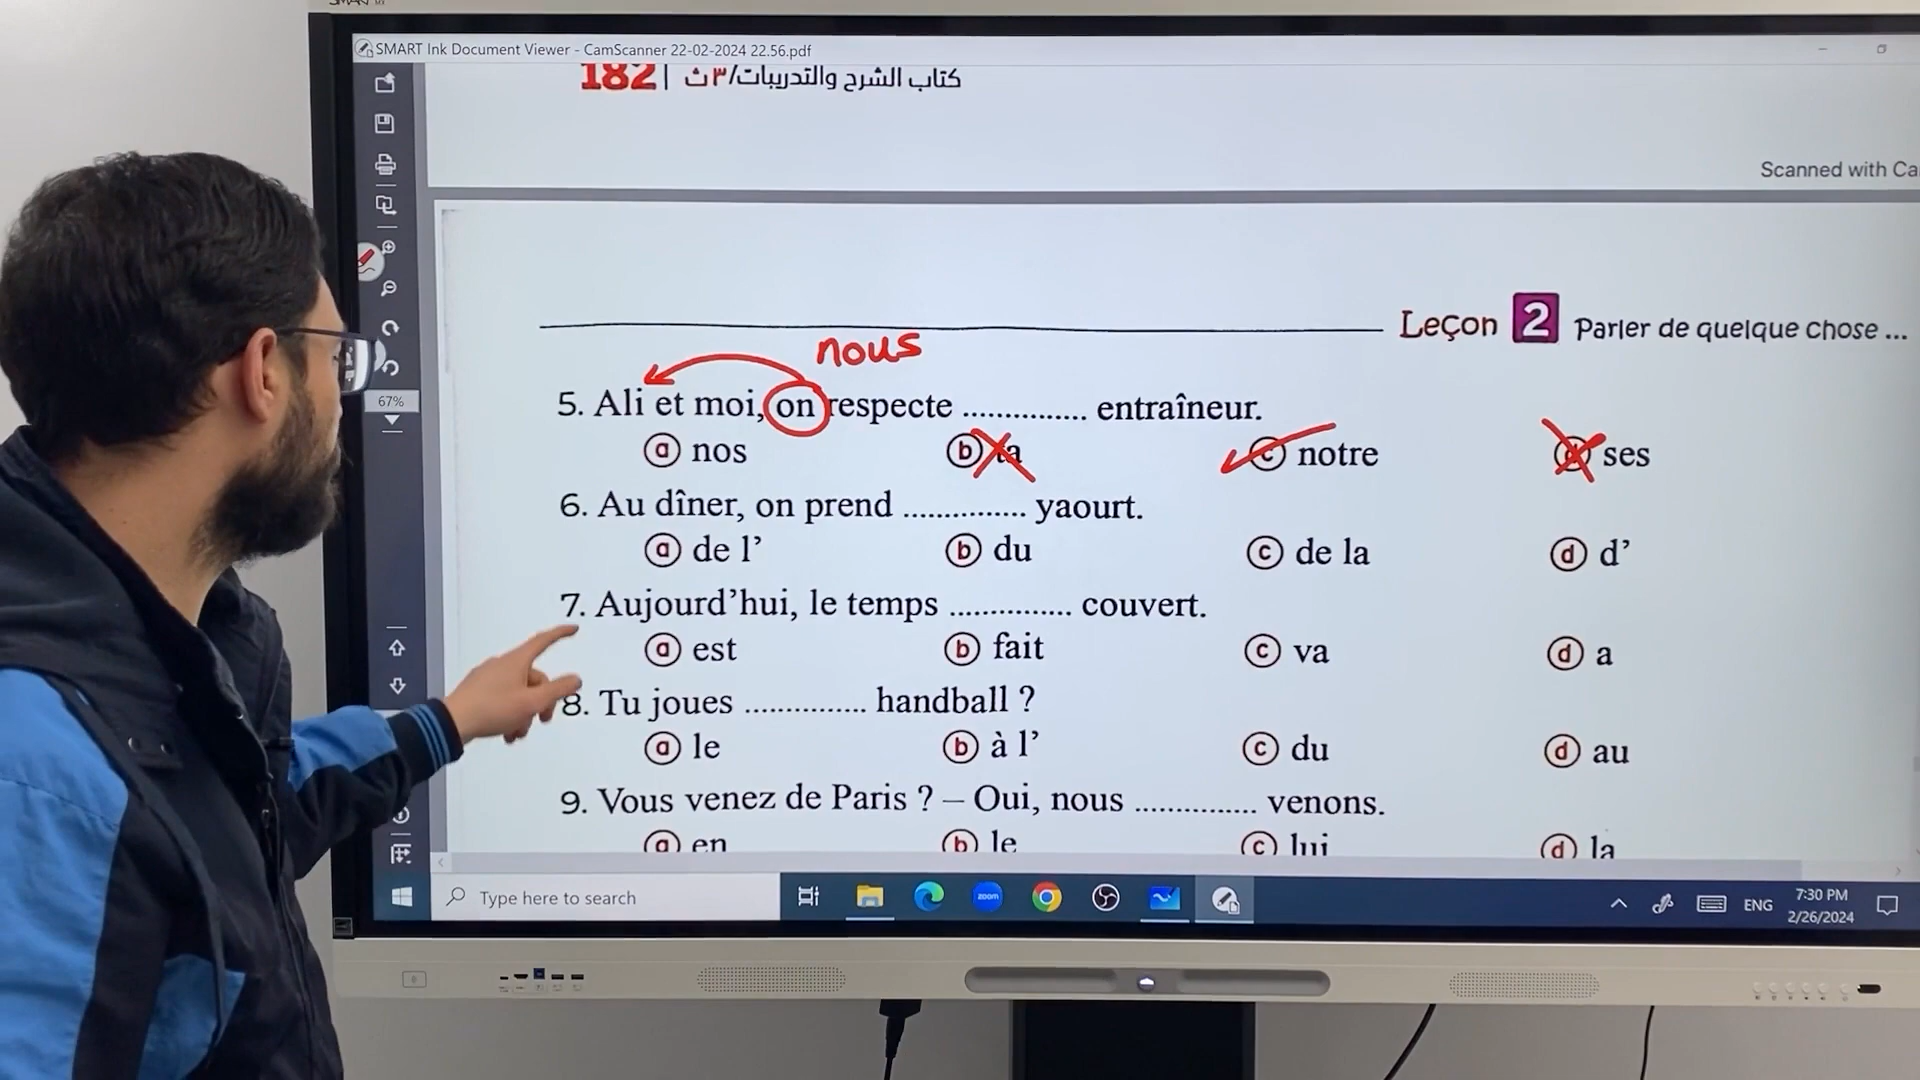 SMART Ink Document Viewer - CamScanner 22-02-2024 22.56.pdf
182 | كتاب الشرح والتدريبات/٣ث
Scanned with Ca
Leçon 2 Parler de quelque chose ...
nous
5. Ali et moi, on respecte .............. entraîneur.
a nos b ta c notre d ses
6. Au dîner, on prend .............. yaourt.
a de l’ b du c de la d d’
7. Aujourd’hui, le temps .............. couvert.
a est b fait c va d a
8. Tu joues .............. handball ?
a le b à l’ c du d au
9. Vous venez de Paris ? – Oui, nous .............. venons.
a en b le c lui d la
67%
Type here to search
zoom
ENG
7:30 PM
2/26/2024